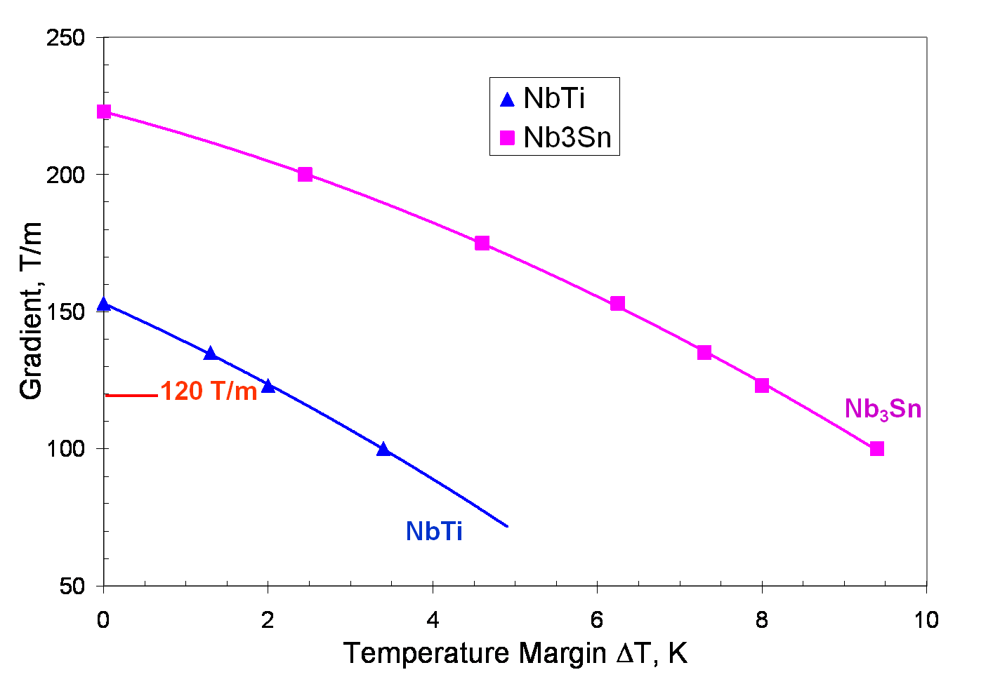 250
200
150
100
50
Gradient, T/m
NbTi
Nb3Sn
120 T/m
Nb₃Sn
NbTi
0 2 4 6 8 10
Temperature Margin ΔT, K